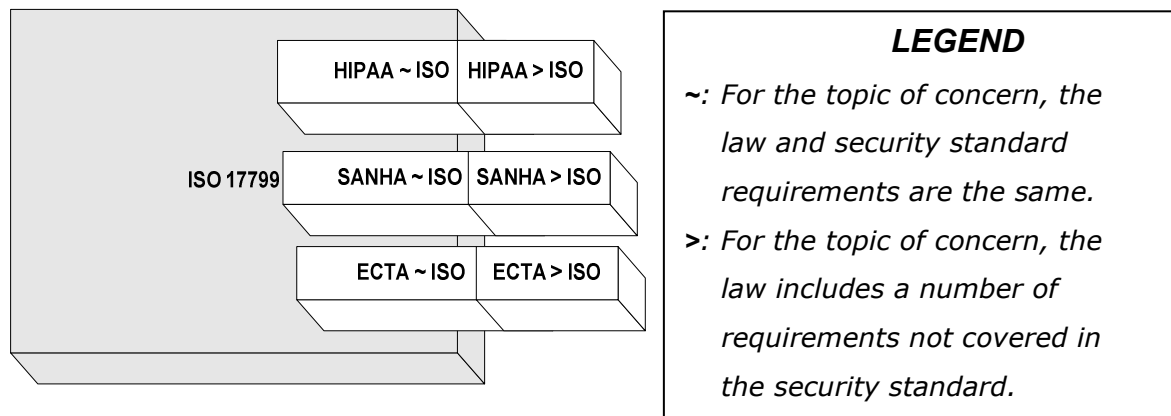 HIPAA ~ ISO HIPAA > ISO
ISO 17799 SANHA ~ ISO SANHA > ISO
ECTA ~ ISO ECTA > ISO
LEGEND
~: For the topic of concern, the
law and security standard
requirements are the same.
>: For the topic of concern, the
law includes a number of
requirements not covered in
the security standard.